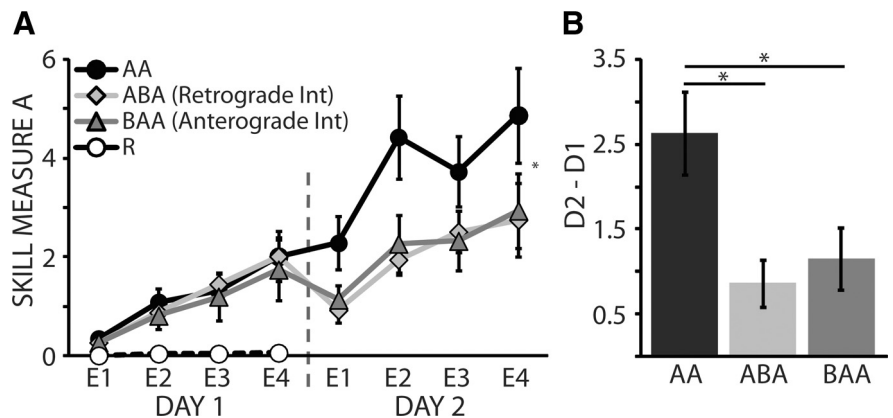 A
SKILL MEASURE A
6
4
2
0
AA
ABA (Retrograde Int)
BAA (Anterograde Int)
R
*
E1 E2 E3 E4 E1 E2 E3 E4
DAY 1 DAY 2
B
D2 - D1
3.5
2.5
1.5
0.5
*
*
AA ABA BAA